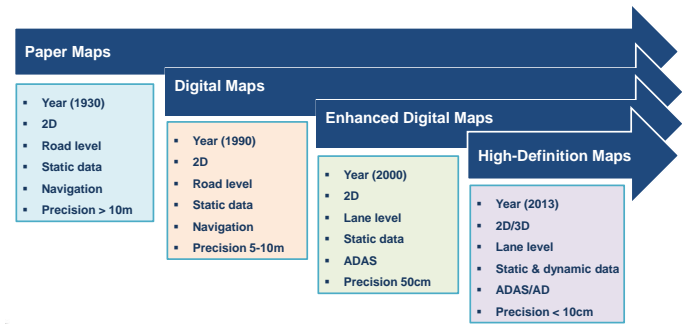 Paper Maps
▪ Year (1930)
▪ 2D
▪ Road level
▪ Static data
▪ Navigation
▪ Precision > 10m
Digital Maps
▪ Year (1990)
▪ 2D
▪ Road level
▪ Static data
▪ Navigation
▪ Precision 5-10m
Enhanced Digital Maps
▪ Year (2000)
▪ 2D
▪ Lane level
▪ Static data
▪ ADAS
▪ Precision 50cm
High-Definition Maps
▪ Year (2013)
▪ 2D/3D
▪ Lane level
▪ Static & dynamic data
▪ ADAS/AD
▪ Precision < 10cm